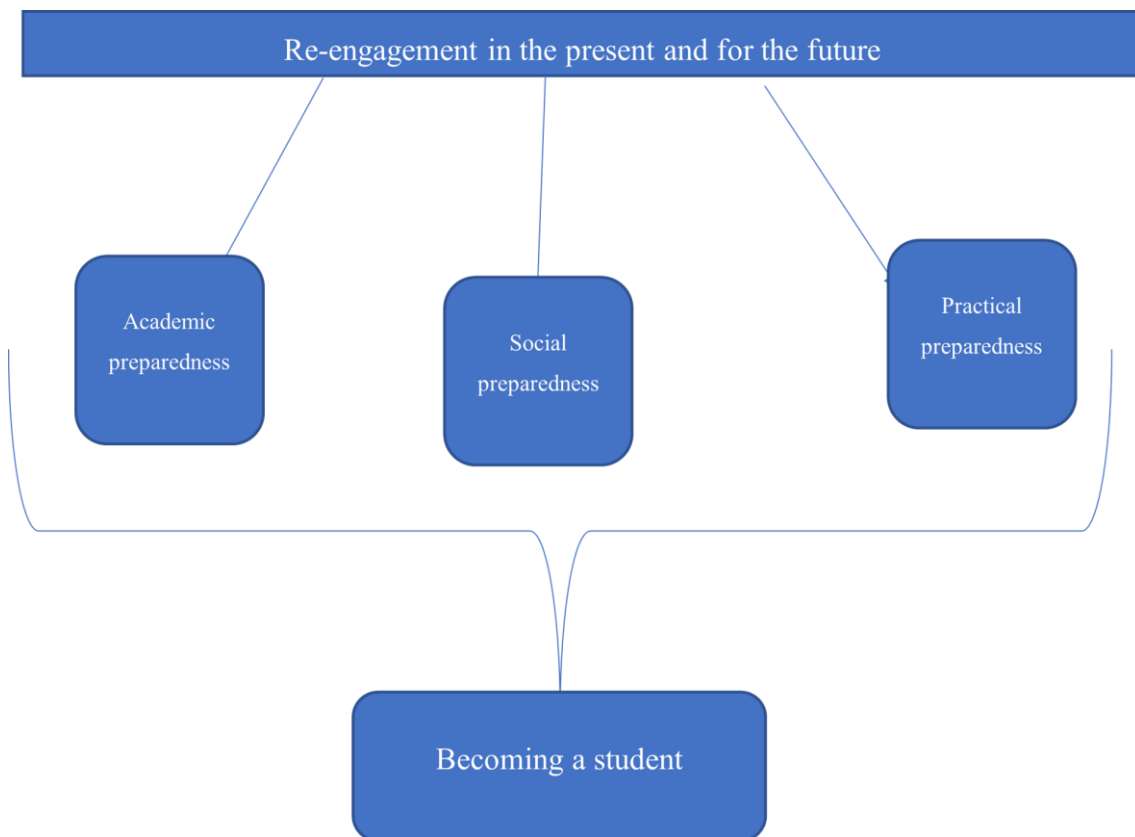 Re-engagement in the present and for the future
Academic
preparedness
Social
preparedness
Practical
preparedness
Becoming a student